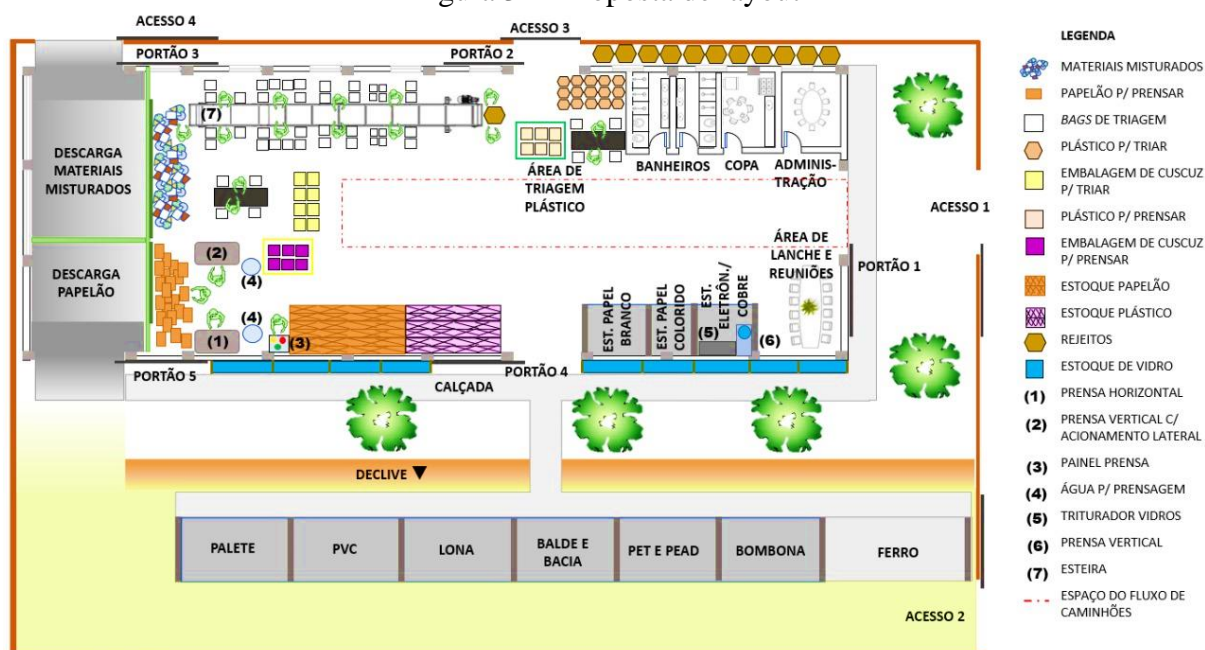 ACESSO 4
ACESSO 3
PORTÃO 3
PORTÃO 2
(7)
DESCARGA
MATERIAIS
MISTURADOS
ÁREA DE
TRIAGEM
PLÁSTICO
BANHEIROS
COPA
ADMINIS-
TRAÇÃO
ACESSO 1
DESCARGA
PAPELÃO
(2)
(4)
(4)
(1)
(3)
ÁREA DE
LANCHE E
REUNIÕES
PORTÃO 1
EST. PAPEL
BRANCO
EST. PAPEL
COLORIDO
EST.
ELETRÔN./
COBRE
(5)
(6)
PORTÃO 5
PORTÃO 4
CALÇADA
DECLIVE ▼
PALETE
PVC
LONA
BALDE E
BACIA
PET E PEAD
BOMBONA
FERRO
ACESSO 2
LEGENDA
MATERIAIS MISTURADOS
PAPELÃO P/ PRENSAR
BAGS DE TRIAGEM
PLÁSTICO P/ TRIAR
EMBALAGEM DE CUSCUZ
P/ TRIAR
PLÁSTICO P/ PRENSAR
EMBALAGEM DE CUSCUZ
P/ PRENSAR
ESTOQUE PAPELÃO
ESTOQUE PLÁSTICO
REJEITOS
ESTOQUE DE VIDRO
(1) PRENSA HORIZONTAL
(2) PRENSA VERTICAL C/
ACIONAMENTO LATERAL
(3) PAINEL PRENSA
(4) ÁGUA P/ PRENSAGEM
(5) TRITURADOR VIDROS
(6) PRENSA VERTICAL
(7) ESTEIRA
ESPAÇO DO FLUXO DE
CAMINHÕES